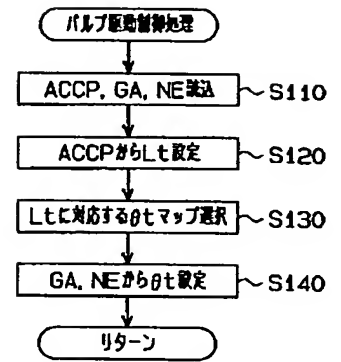 バルブ駆動制御処理
ACCP, GA, NE読込
S110
ACCPからLt設定
S120
Ltに対応するθtマップ選択
S130
GA, NEからθt設定
S140
リターン